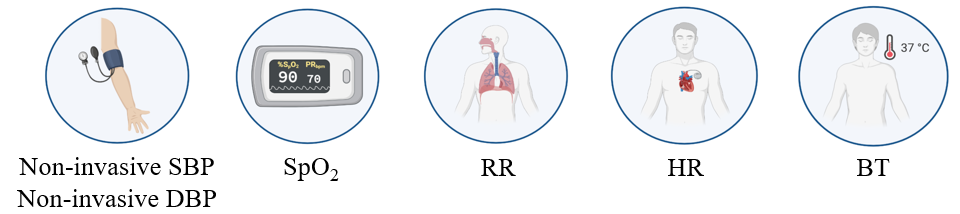 %SpO₂ PRbpm
90 70
37 °C
Non-invasive SBP
Non-invasive DBP
SpO₂
RR
HR
BT